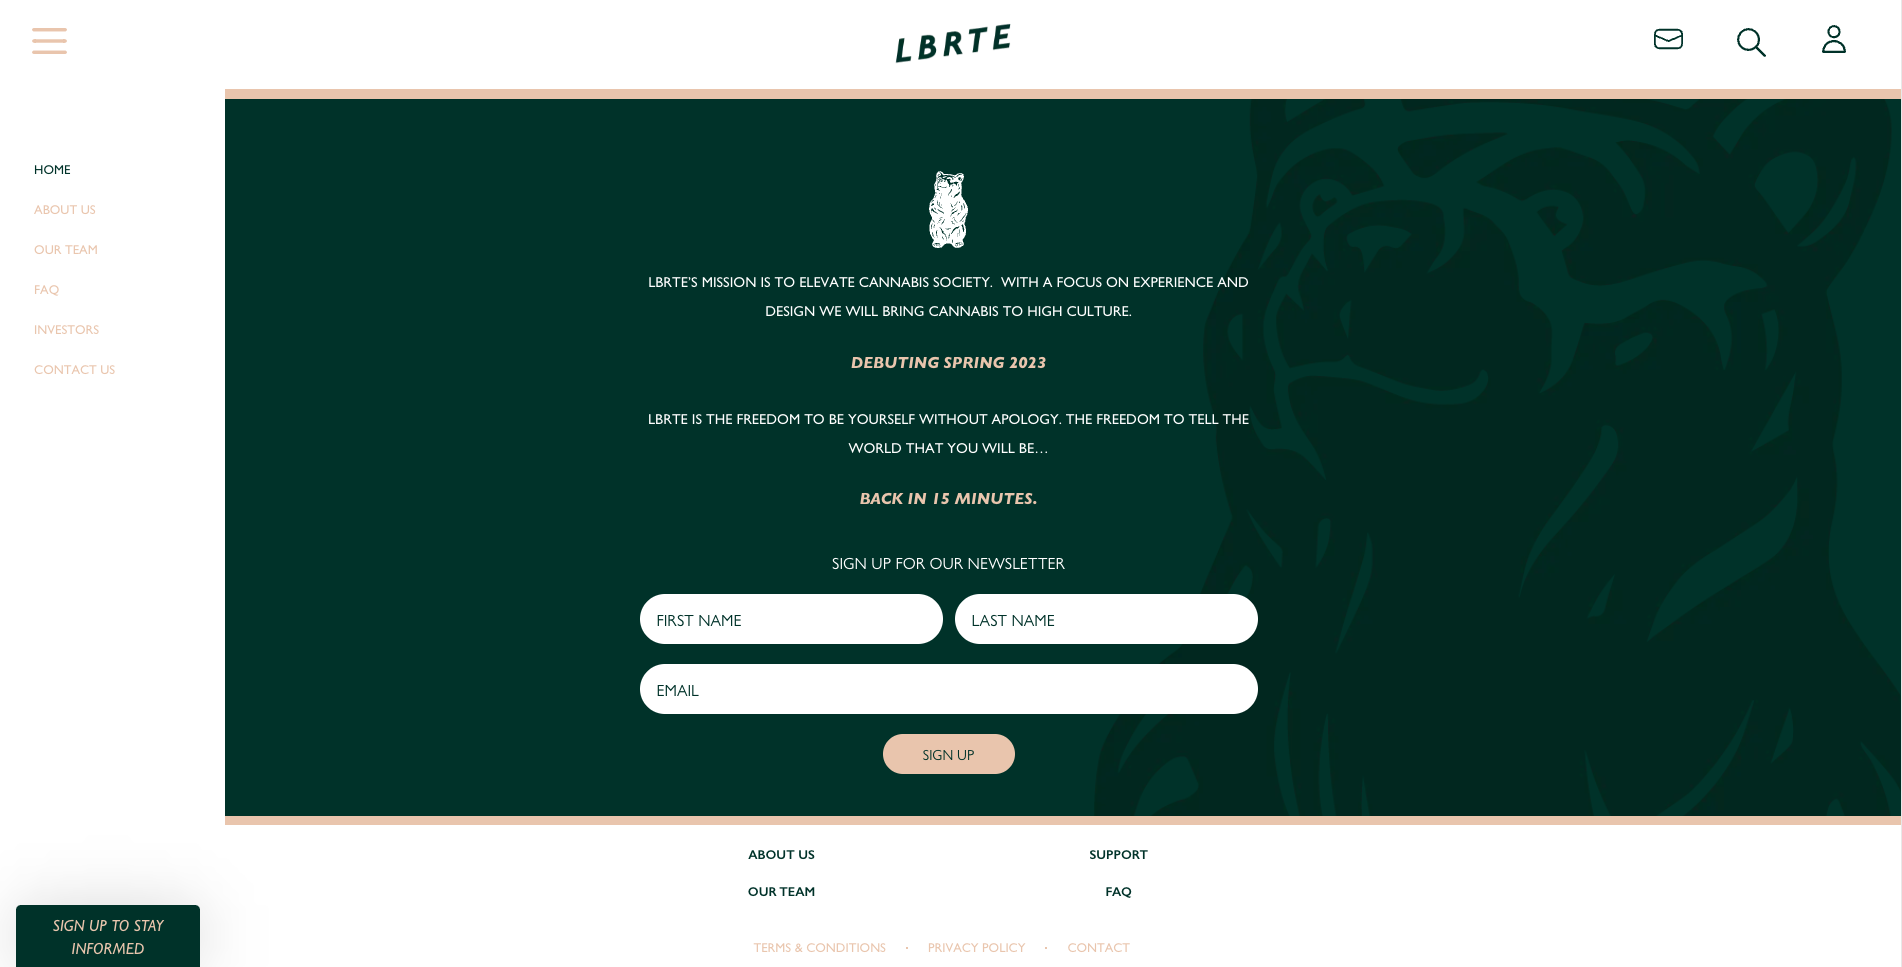 LBRTE
HOME
ABOUT US
OUR TEAM
FAQ
INVESTORS
CONTACT US
LBRTE'S MISSION IS TO ELEVATE CANNABIS SOCIETY.  WITH A FOCUS ON EXPERIENCE AND
DESIGN WE WILL BRING CANNABIS TO HIGH CULTURE.
DEBUTING SPRING 2023
LBRTE IS THE FREEDOM TO BE YOURSELF WITHOUT APOLOGY. THE FREEDOM TO TELL THE
WORLD THAT YOU WILL BE…
BACK IN 15 MINUTES.
SIGN UP FOR OUR NEWSLETTER
FIRST NAME LAST NAME
EMAIL
SIGN UP
ABOUT US SUPPORT
OUR TEAM FAQ
TERMS & CONDITIONS · PRIVACY POLICY · CONTACT
SIGN UP TO STAY
INFORMED